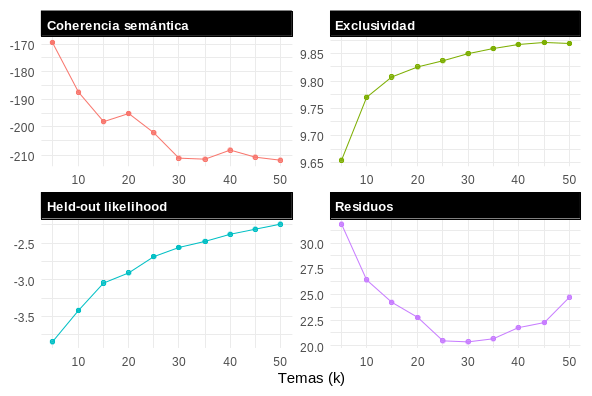 Coherencia semántica
-170
-180
-190
-200
-210
10 20 30 40 50
Exclusividad
9.85
9.80
9.75
9.70
9.65
10 20 30 40 50
Held-out likelihood
-2.5
-3.0
-3.5
10 20 30 40 50
Residuos
30.0
27.5
25.0
22.5
20.0
10 20 30 40 50
Temas (k)